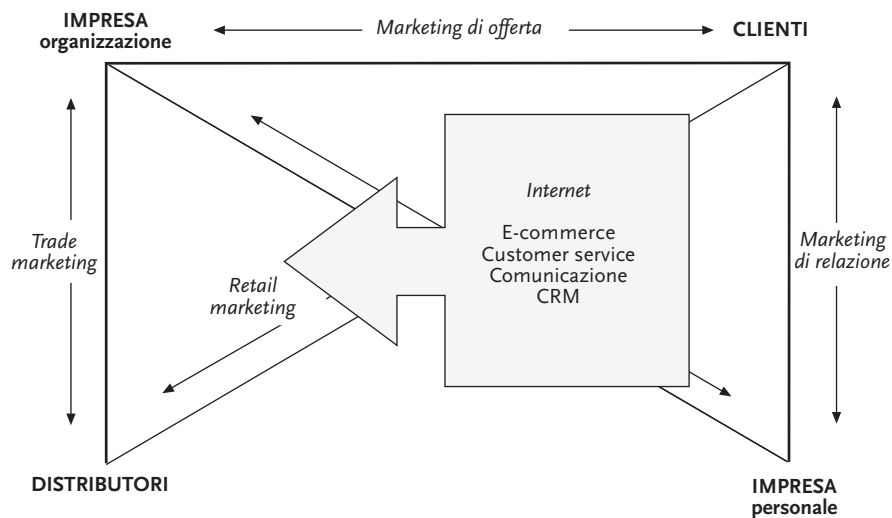 IMPRESA
organizzazione
Marketing di offerta
CLIENTI
Internet
E-commerce
Customer service
Comunicazione
CRM
Trade
marketing
Retail
marketing
Marketing
di relazione
DISTRIBUTORI
IMPRESA
personale